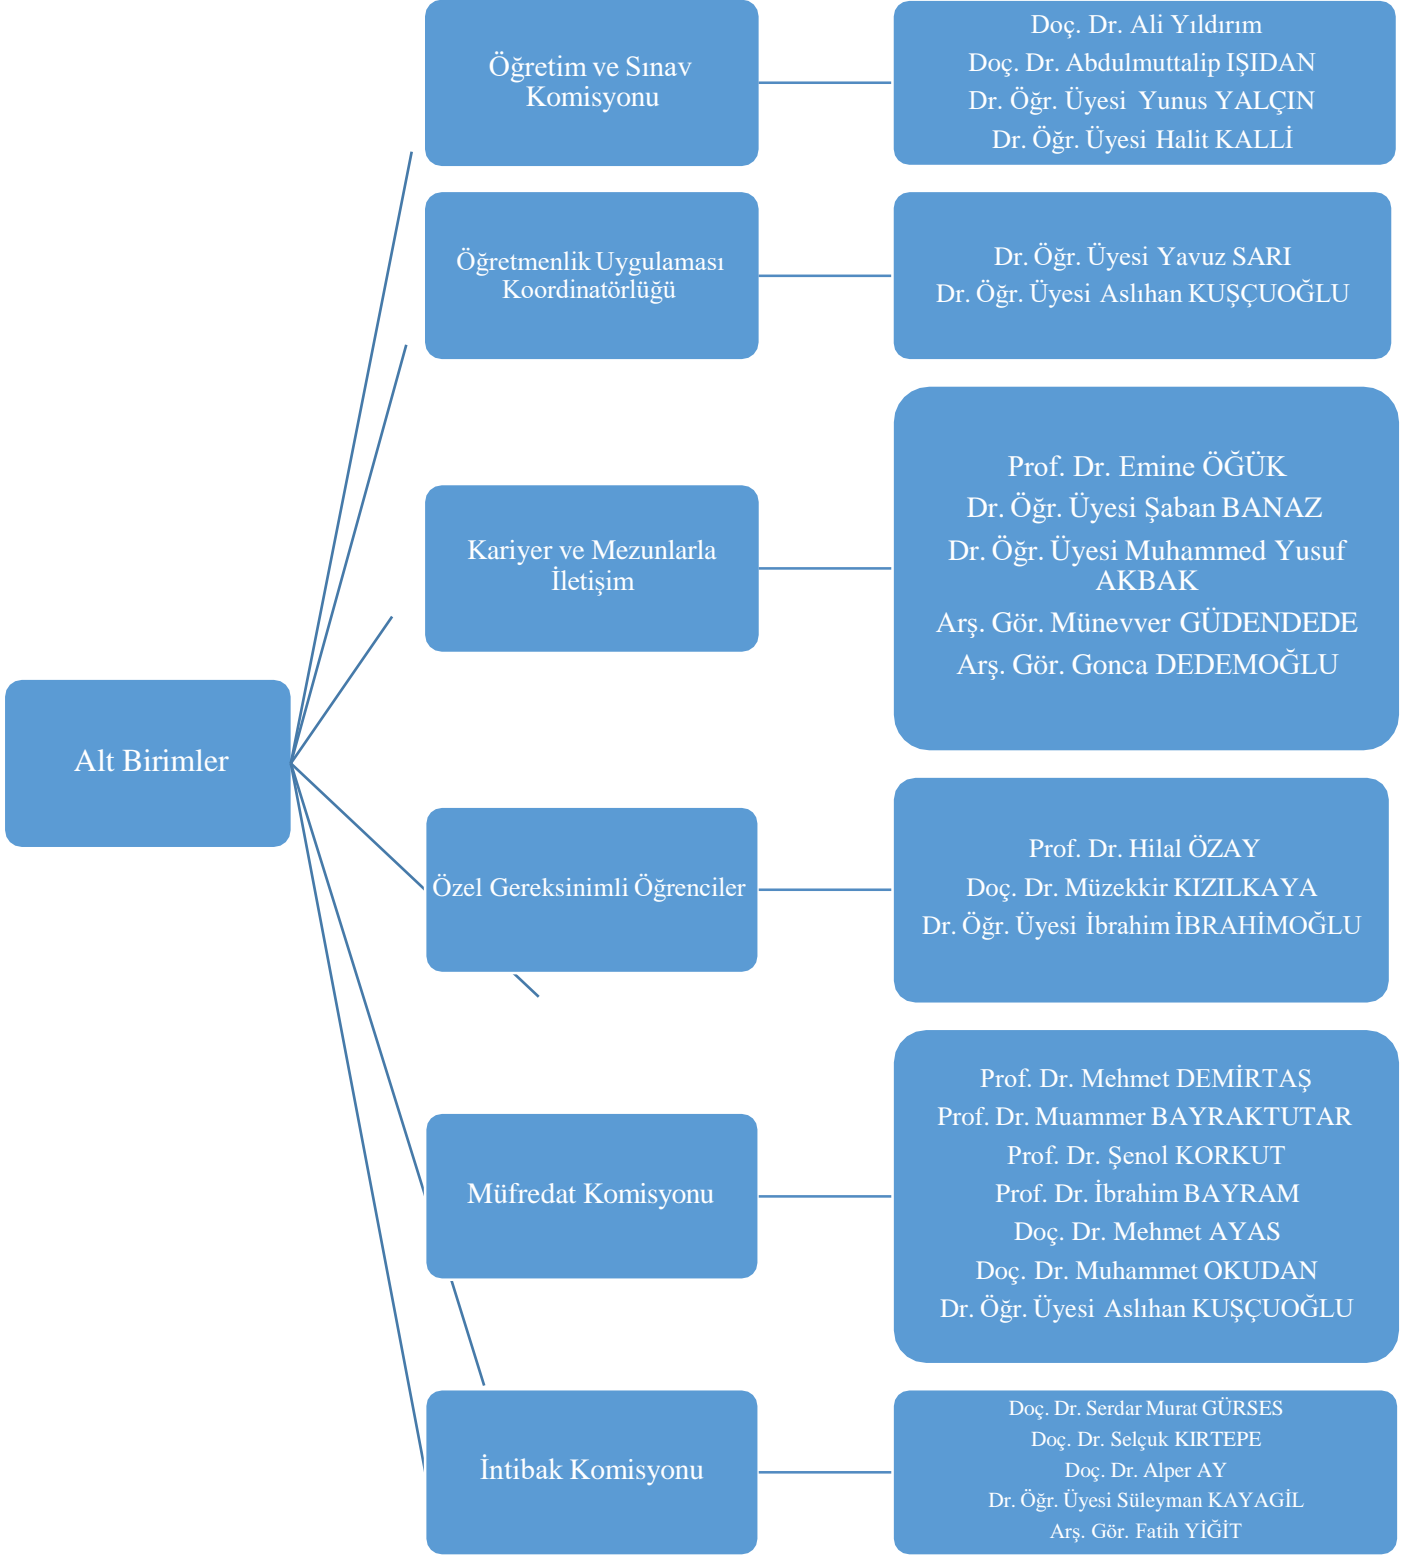 Öğretim ve Sınav
Komisyonu
Doç. Dr. Ali Yıldırım
Doç. Dr. Abdulmuttalip IŞIDAN
Dr. Öğr. Üyesi Yunus YALÇIN
Dr. Öğr. Üyesi Halit KALLİ
Öğretmenlik Uygulaması
Koordinatörlüğü
Dr. Öğr. Üyesi Yavuz SARI
Dr. Öğr. Üyesi Aslıhan KUŞÇUOĞLU
Kariyer ve Mezunlarla
İletişim
Prof. Dr. Emine ÖĞÜK
Dr. Öğr. Üyesi Şaban BANAZ
Dr. Öğr. Üyesi Muhammed Yusuf
AKBAK
Arş. Gör. Münevver GÜDENDEDE
Arş. Gör. Gonca DEDEMOĞLU
Alt Birimler
Özel Gereksinimli Öğrenciler
Prof. Dr. Hilal ÖZAY
Doç. Dr. Müzekkir KIZILKAYA
Dr. Öğr. Üyesi İbrahim İBRAHİMOĞLU
Müfredat Komisyonu
Prof. Dr. Mehmet DEMİRTAŞ
Prof. Dr. Muammer BAYRAKTUTAR
Prof. Dr. Şenol KORKUT
Prof. Dr. İbrahim BAYRAM
Doç. Dr. Mehmet AYAS
Doç. Dr. Muhammet OKUDAN
Dr. Öğr. Üyesi Aslıhan KUŞÇUOĞLU
İntibak Komisyonu
Doç. Dr. Serdar Murat GÜRSES
Doç. Dr. Selçuk KIRTEPE
Doç. Dr. Alper AY
Dr. Öğr. Üyesi Süleyman KAYAGİL
Arş. Gör. Fatih YİĞİT